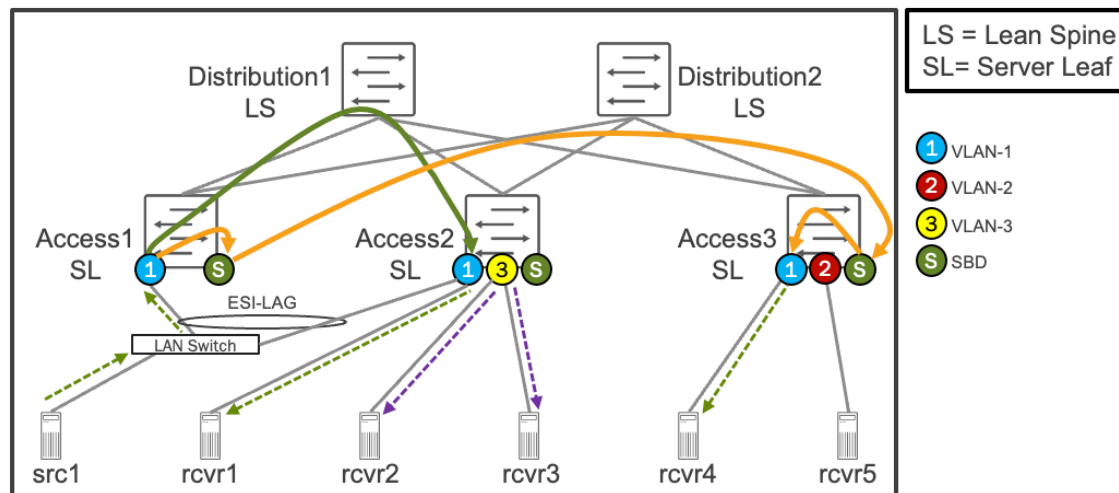 LS = Lean Spine
SL= Server Leaf
Distribution1
LS
Distribution2
LS
1 VLAN-1
2 VLAN-2
3 VLAN-3
S SBD
Access1
SL
Access2
SL
Access3
SL
1
S
1
3
S
1
2
S
ESI-LAG
LAN Switch
src1
rcvr1
rcvr2
rcvr3
rcvr4
rcvr5